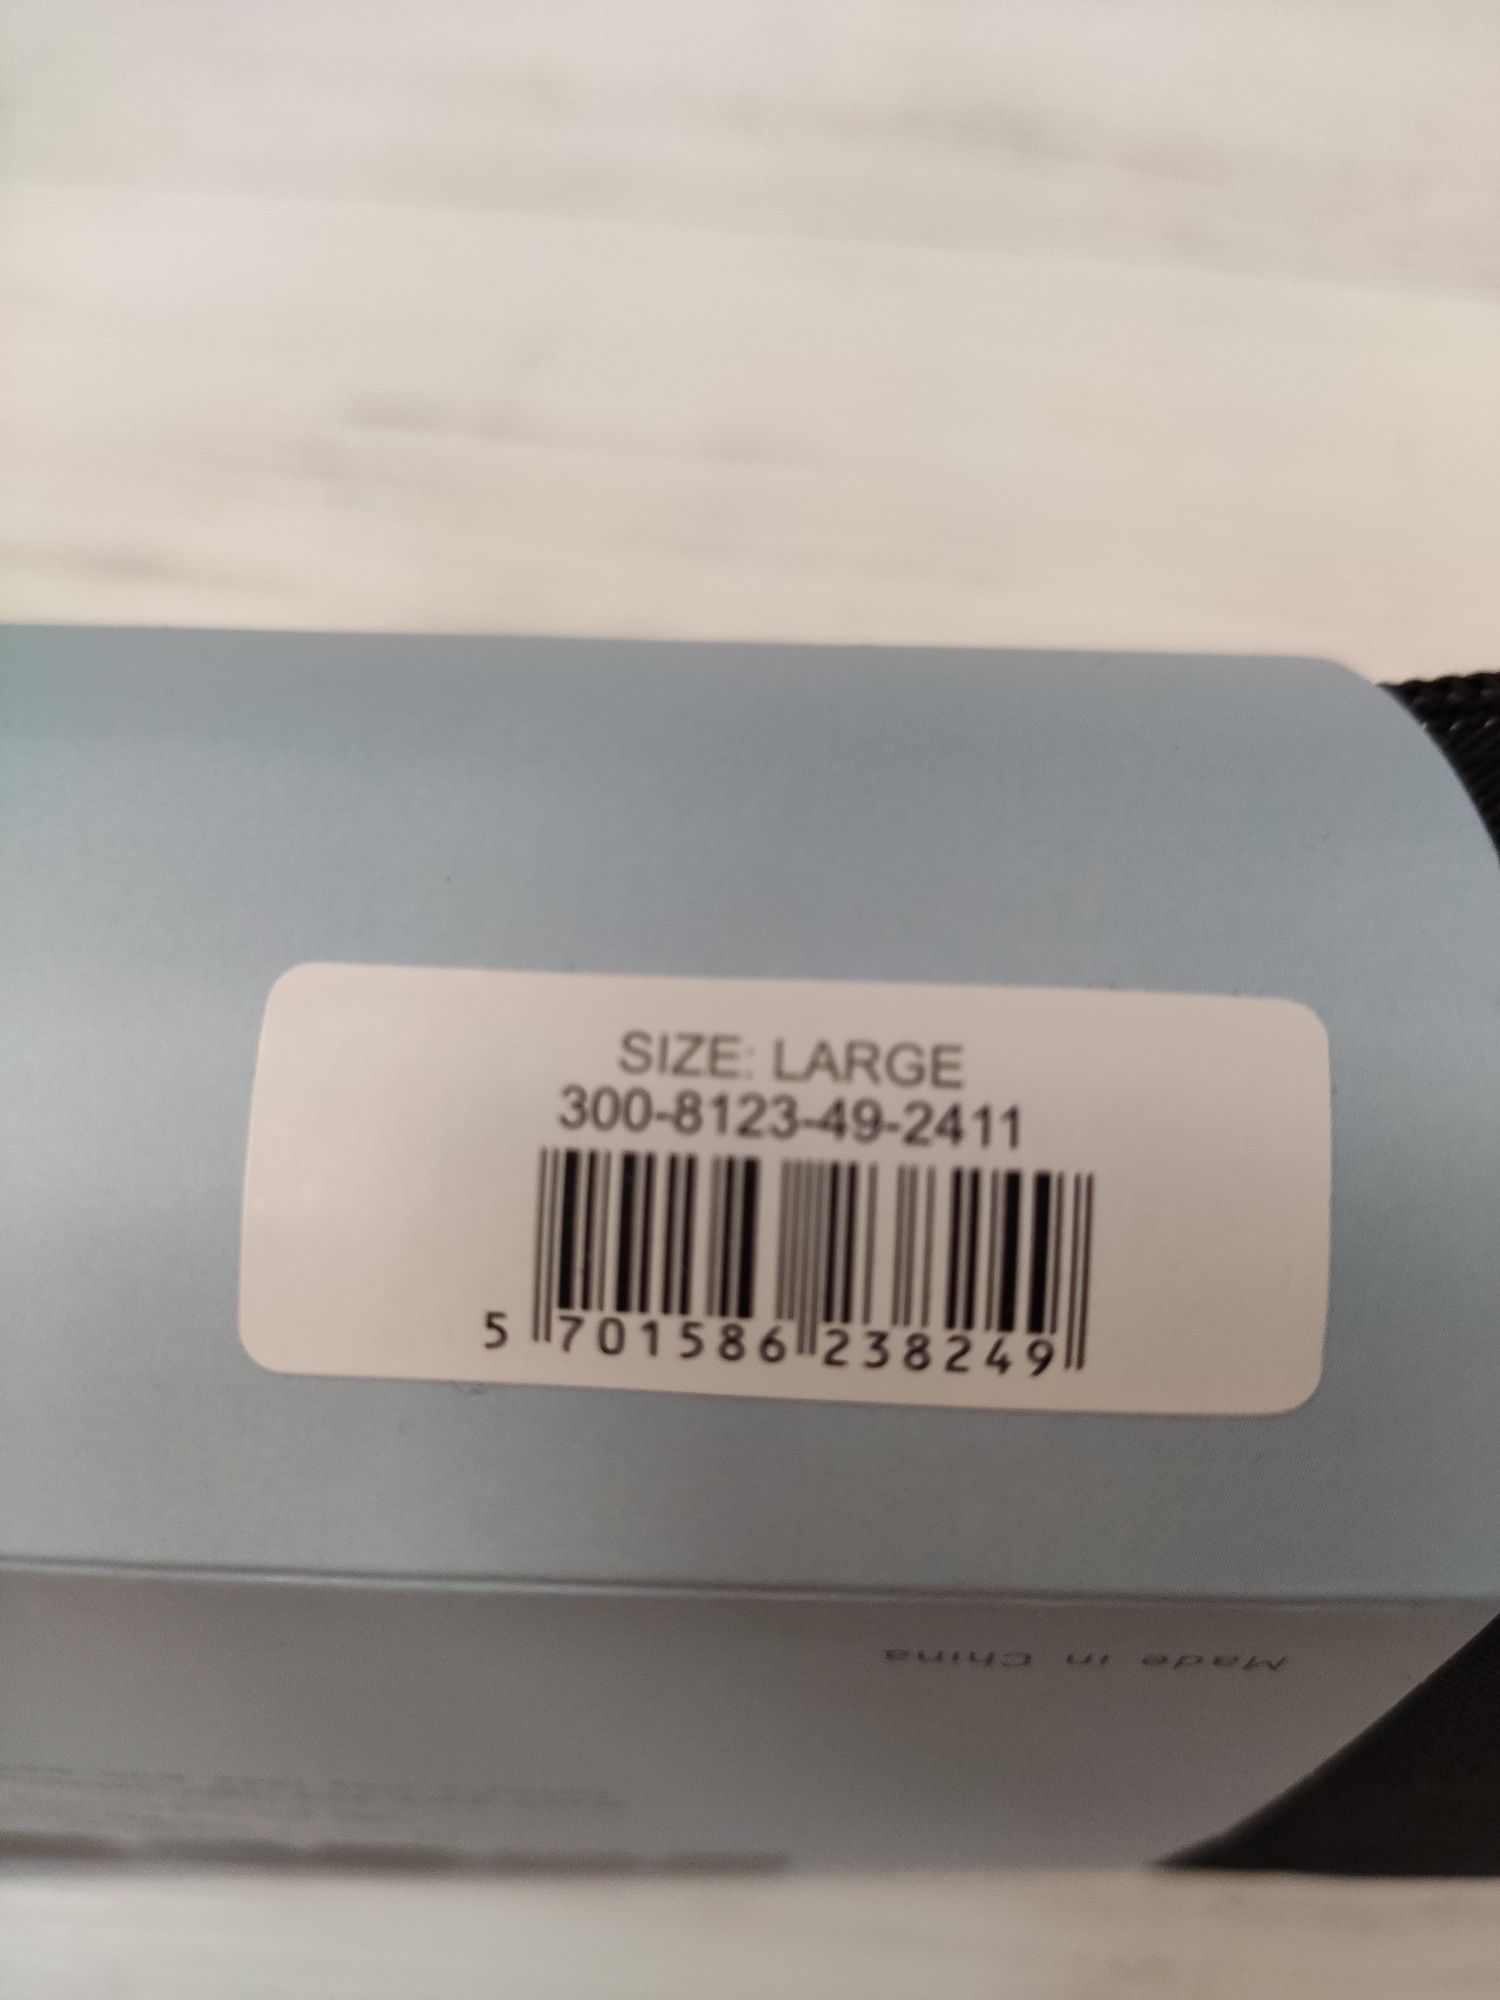 SIZE: LARGE
300-8123-49-2411
5 701586 238249
Made in China